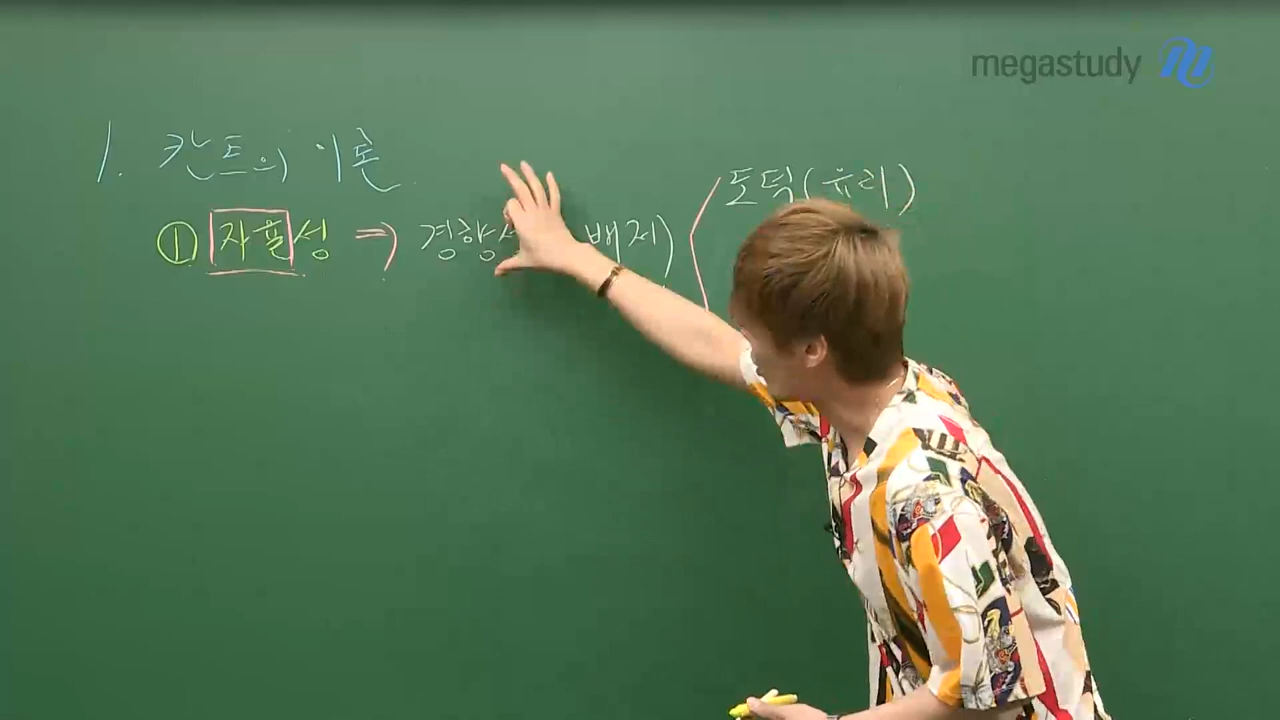 megastudy
1. 칸트의 이론
도덕(윤리)
① 자율성 ⇒ 경향성 배제)